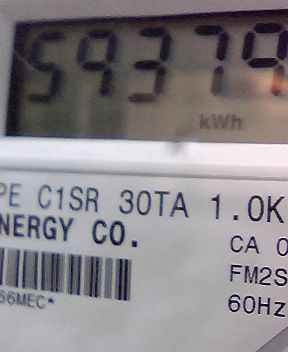 59379
kWh
PE C1SR 30TA 1.0K
NERGY CO.
CA 0
FM2S
56MEC*
60Hz